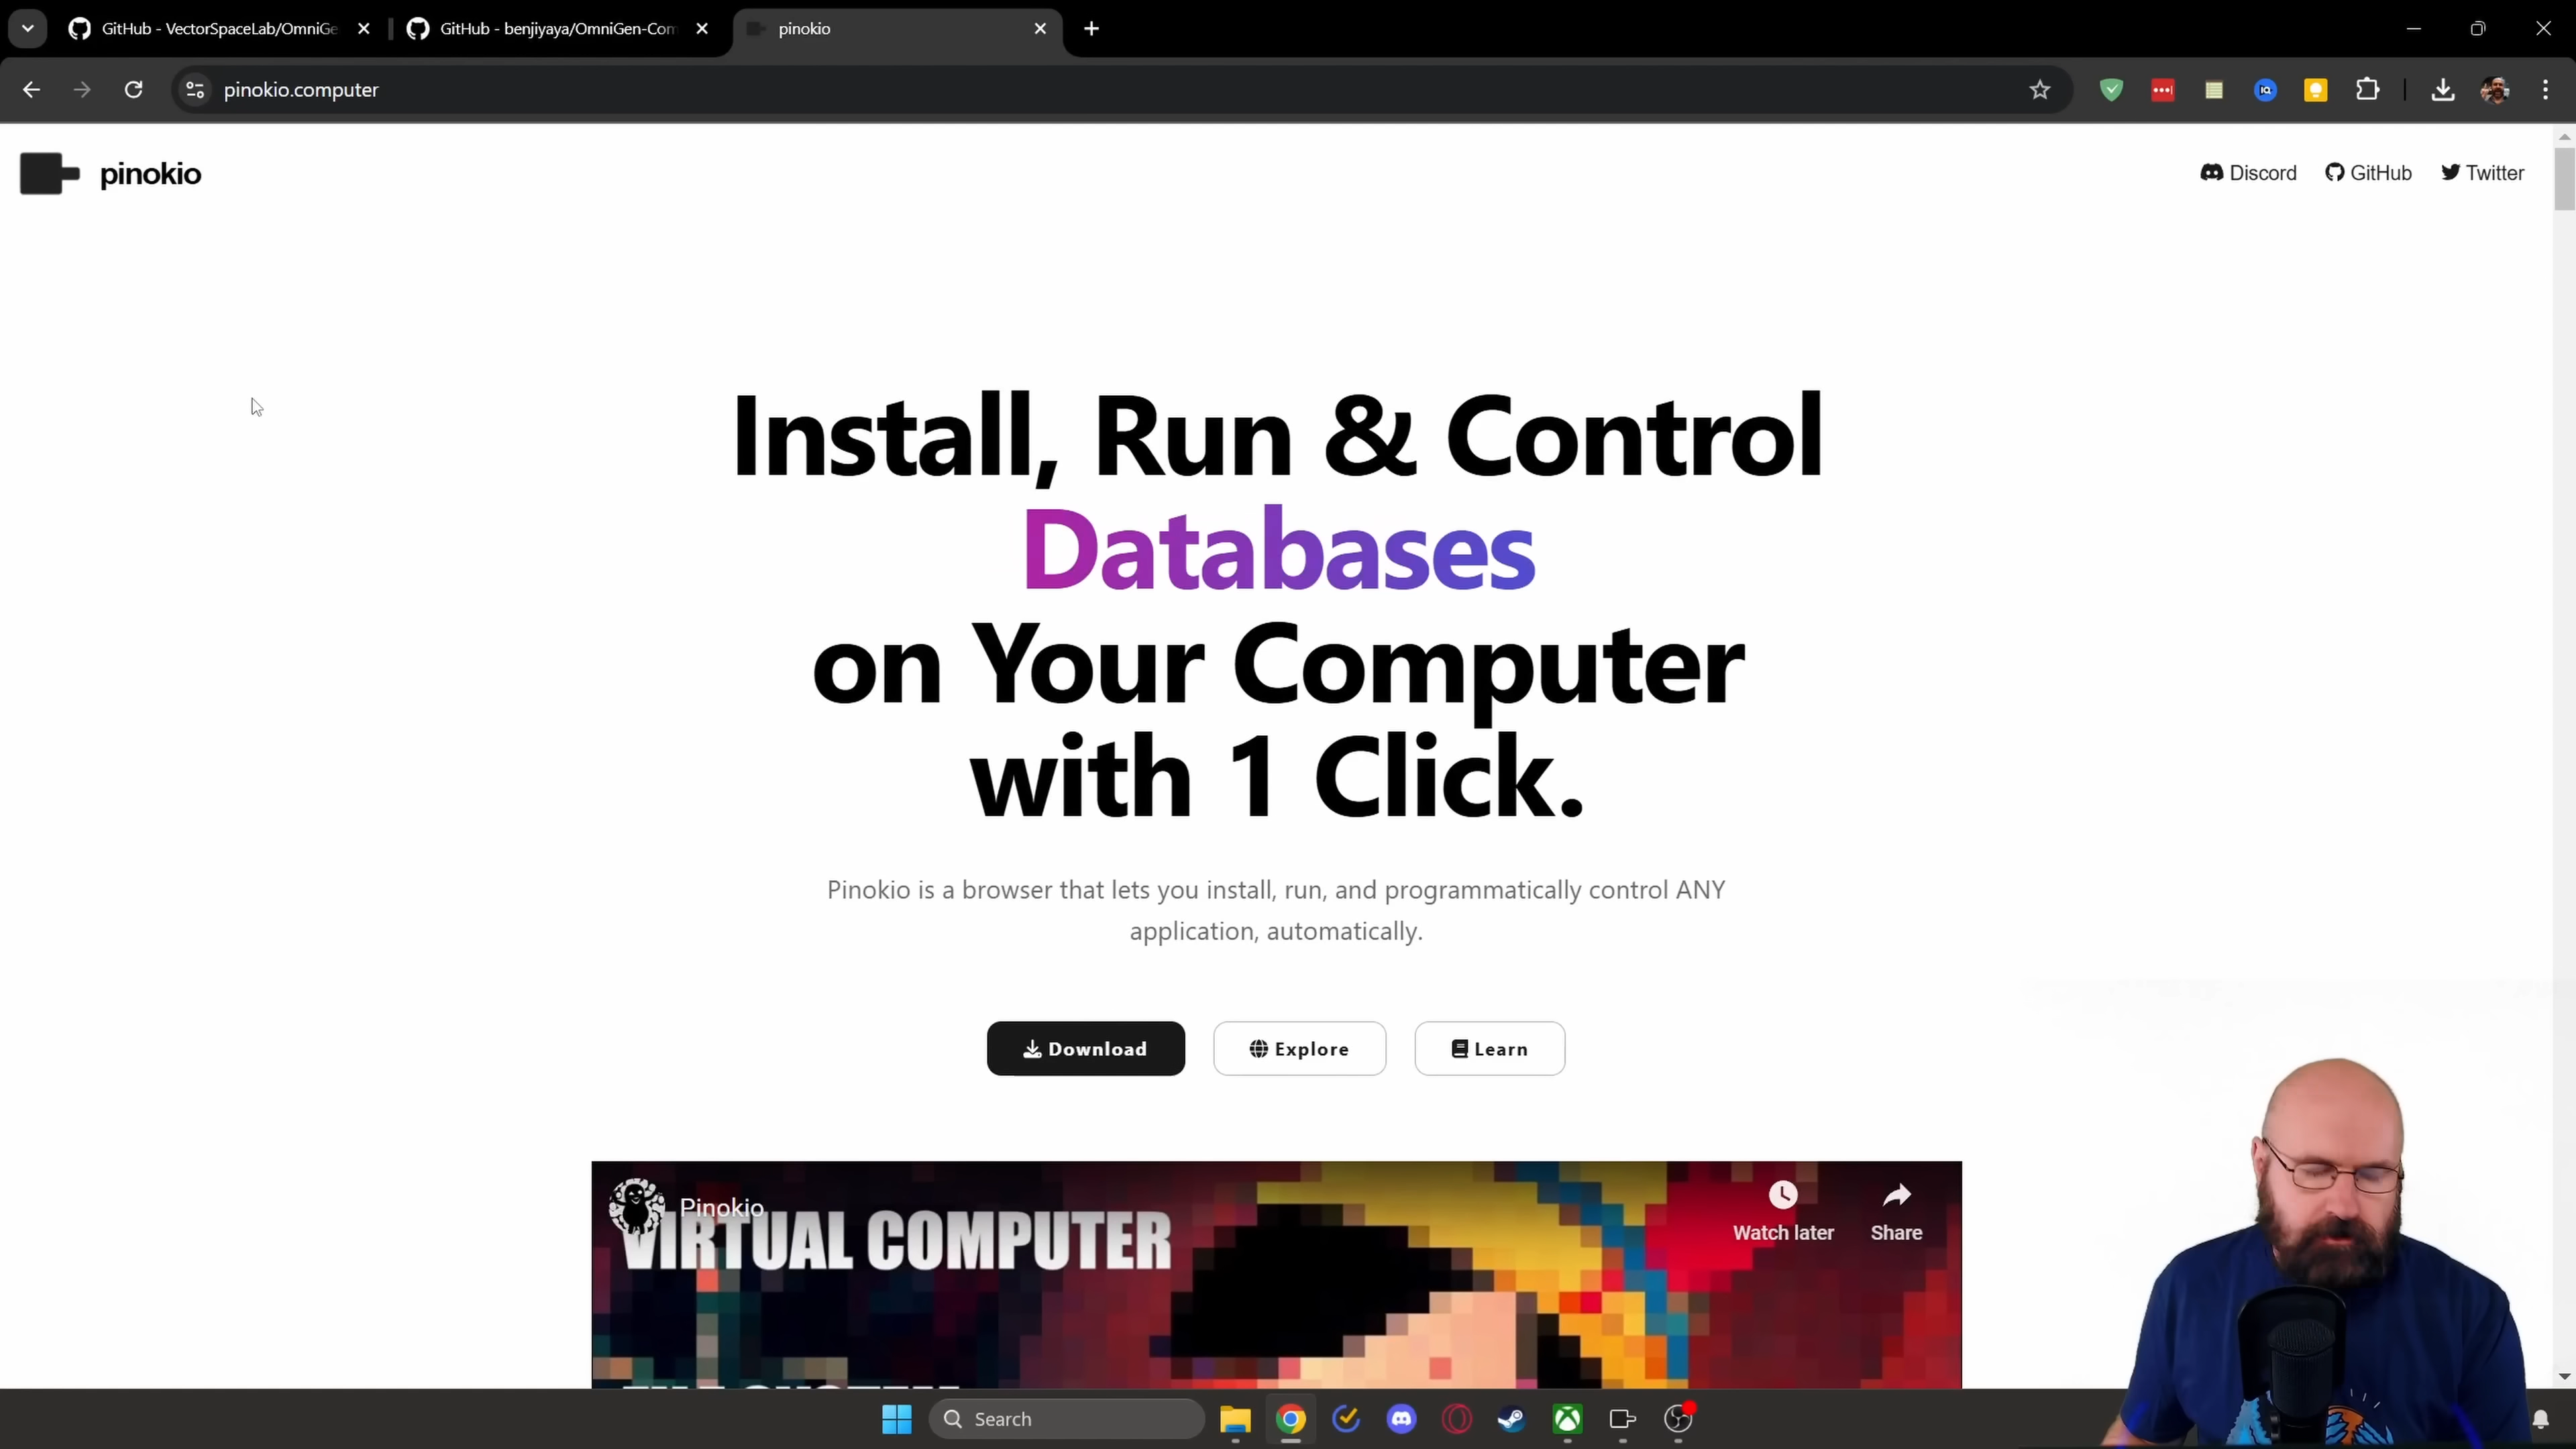 GitHub - VectorSpaceLab/OmniGe
GitHub - benjiyaya/OmniGen-Com
pinokio
pinokio.computer
pinokio
Discord
GitHub
Twitter
Install, Run & Control
Databases
on Your Computer
with 1 Click.
Pinokio is a browser that lets you install, run, and programmatically control ANY
application, automatically.
Download
Explore
Learn
Pinokio
VIRTUAL COMPUTER
Watch later
Share
Search